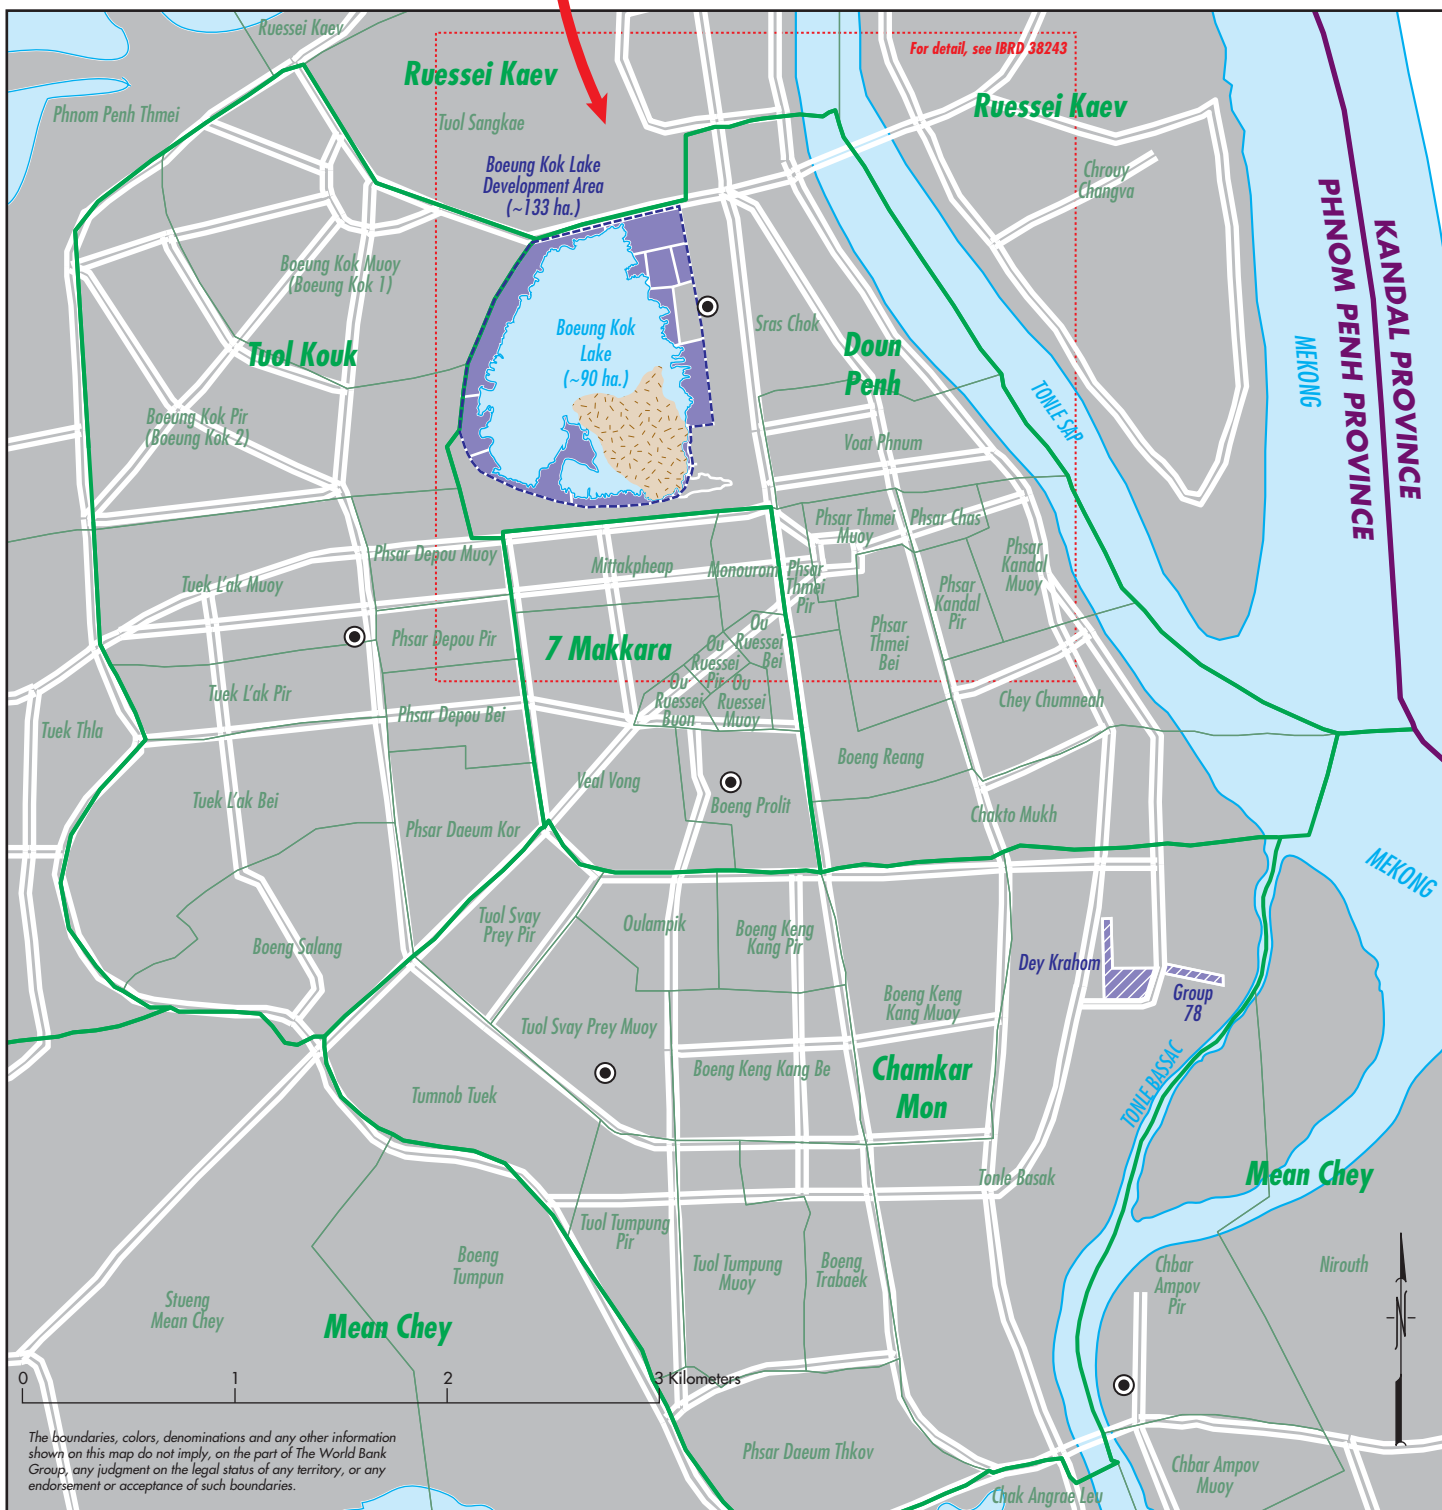 Ruessei Kaev
For detail, see IBRD 38243
Ruessei Kaev
Ruessei Kaev
Phnom Penh Thmei
Tuol Sangkae
Boeung Kok Lake
Development Area
(~133 ha.)
Chrouy
Changva
KANDAL PROVINCE
PHNOM PENH PROVINCE
Boeung Kok Muoy
(Boeung Kok 1)
Boeung Kok
Lake
(~90 ha.)
Sras Chok
Doun
Penh
MEKONG
Tuol Kouk
TONLE SAP
Boeung Kok Pir
(Boeung Kok 2)
Voat Phnum
Phsar Thmei
Muoy
Phsar Chas
Phsar
Kandal
Muoy
Phsar Depou Muoy
Mittakpheap
Monourom
Phsar
Thmei
Pir
Phsar
Kandal
Pir
Tuek L'ak Muoy
Phsar Depou Pir
7 Makkara
Ou
Ruessei
Bei
Ou
Ruessei
Pir
Phsar
Thmei
Bei
Tuek L'ak Pir
Ou
Ruessei
Buon
Ou
Ruessei
Muoy
Chey Chumneah
Phsar Depou Bei
Tuek Thla
Boeng Reang
Veal Vong
Boeng Prolit
Tuek L'ak Bei
Phsar Daeum Kor
Chakto Mukh
MEKONG
Tuol Svay
Prey Pir
Oulampik
Boeng Keng
Kang Pir
Boeng Salang
Dey Krahom
Group
78
Boeng Keng
Kang Muoy
Tuol Svay Prey Muoy
Boeng Keng Kang Be
Chamkar
Mon
TONLE BASSAC
Tumnob Tuek
Tonle Basak
Mean Chey
Tuol Tumpung
Pir
Boeng
Tumpun
Tuol Tumpung
Muoy
Boeng
Trabaek
Chbar
Ampov
Pir
Nirouth
Stueng
Mean Chey
Mean Chey
N
0 1 2 3 Kilometers
The boundaries, colors, denominations and any other information
shown on this map do not imply, on the part of The World Bank
Group, any judgment on the legal status of any territory, or any
endorsement or acceptance of such boundaries.
Phsar Daeum Thkov
Chbar Ampov
Muoy
Chak Angrae Leu